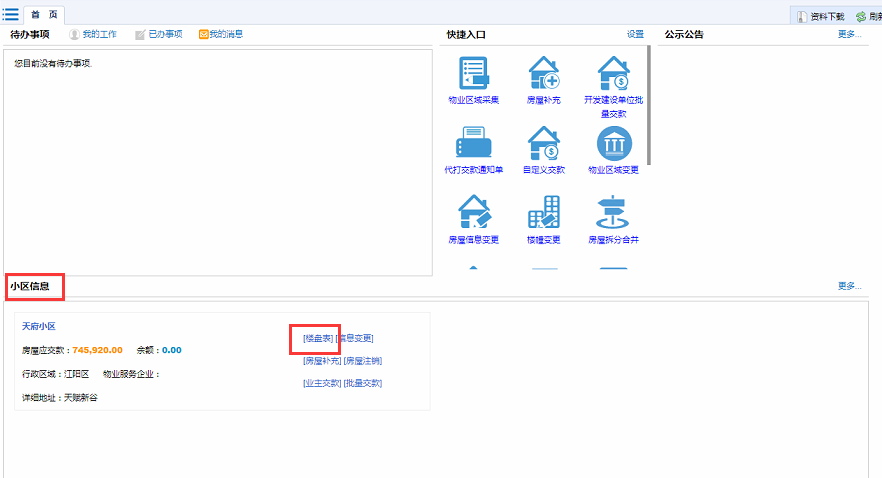 首 页
资料下载 刷新
待办事项 我的工作 已办事项 我的消息
快捷入口 设置
公示公告 更多...
您目前没有待办事项.
物业区域采集 房屋补充 开发建设单位批量交款
代打交款通知单 自定义交款 物业区域变更
房屋信息变更 楼幢变更 房屋拆分合并
小区信息 更多...
天府小区
[楼盘表] [信息变更]
房屋应交款：745,920.00 余额：0.00
[房屋补充] [房屋注销]
行政区域：江阳区 物业服务企业：
[业主交款] [批量交款]
详细地址：天赋新谷